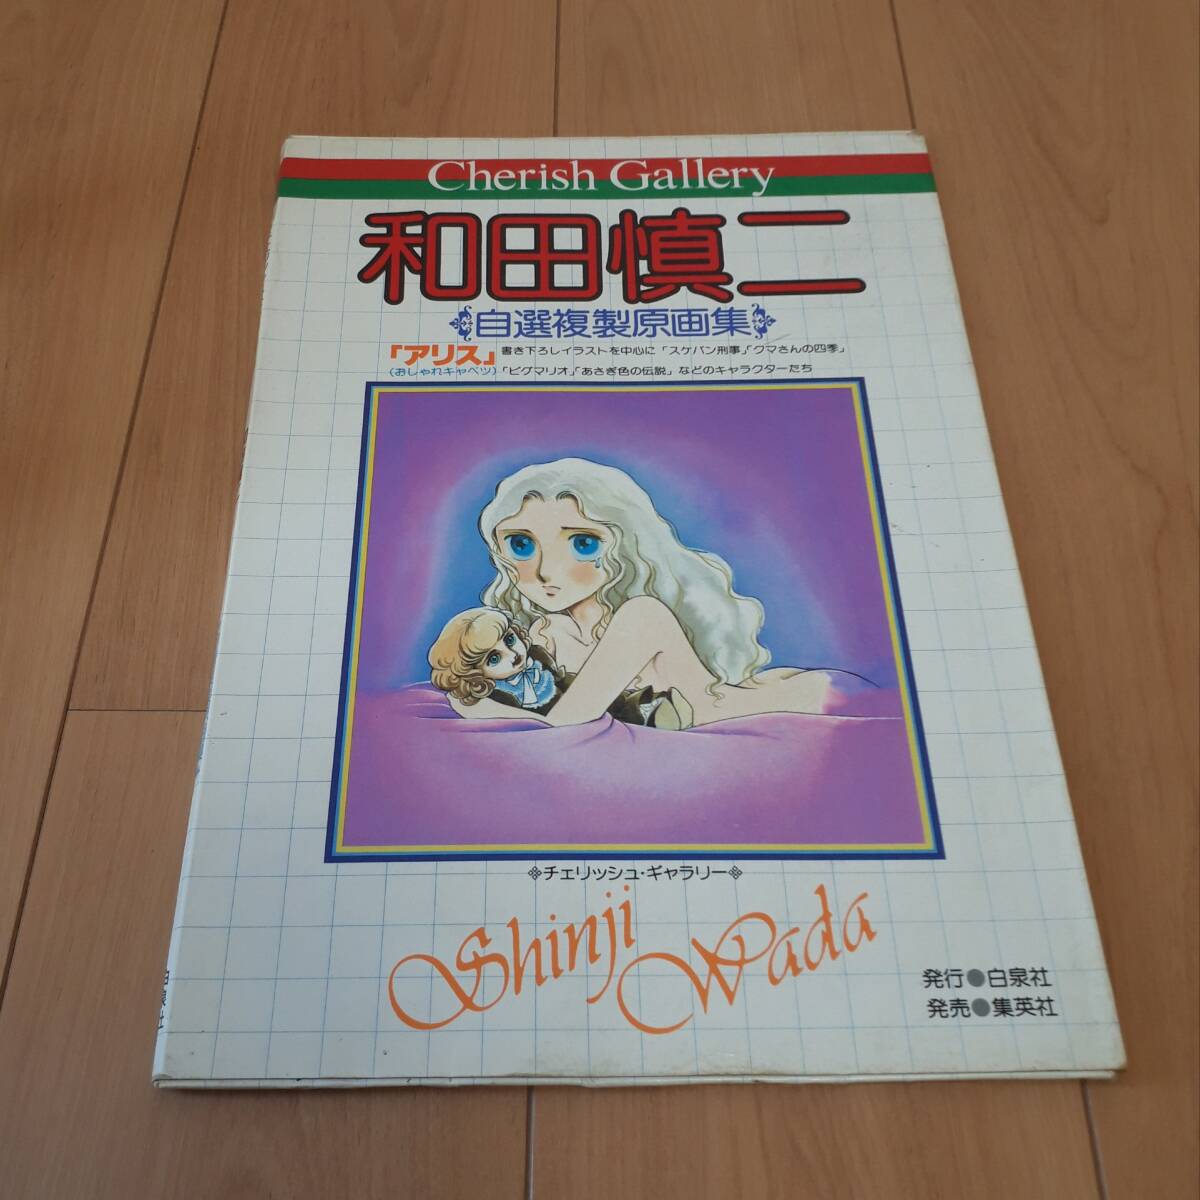 Cherish Gallery
和田慎二
自選複製原画集
「アリス」書き下ろしイラストを中心に「スケバン刑事」「クマさんの四季」
(おしゃれキャベツ)「ピグマリオ」「あさぎ色の伝説」などのキャラクターたち
チェリッシュ・ギャラリー
Shinji Wada
発行●白泉社
発売●集英社